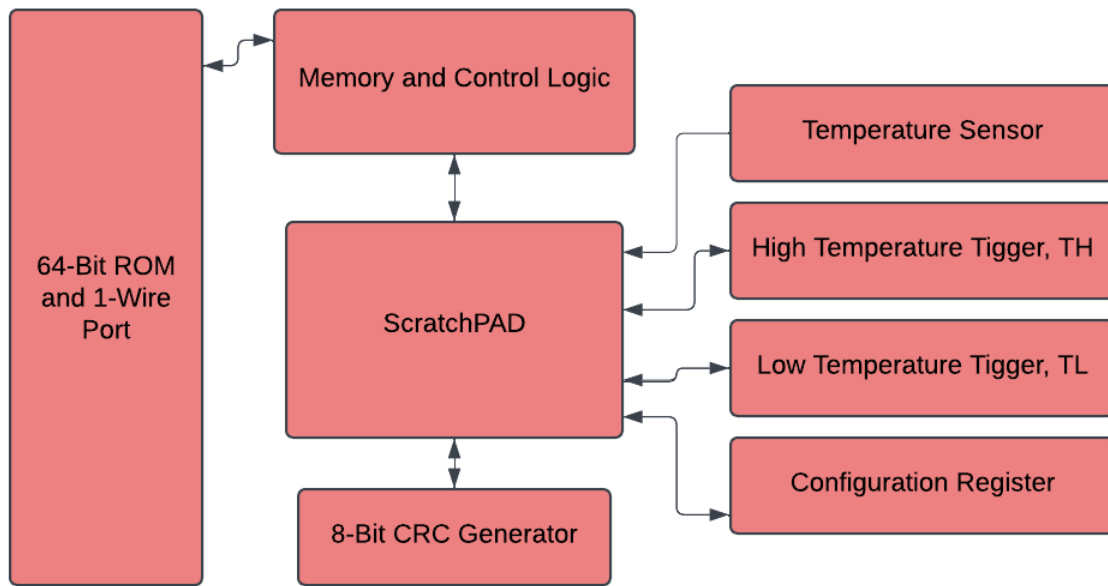 64-Bit ROM
and 1-Wire
Port
Memory and Control Logic
ScratchPAD
8-Bit CRC Generator
Temperature Sensor
High Temperature Tigger, TH
Low Temperature Tigger, TL
Configuration Register